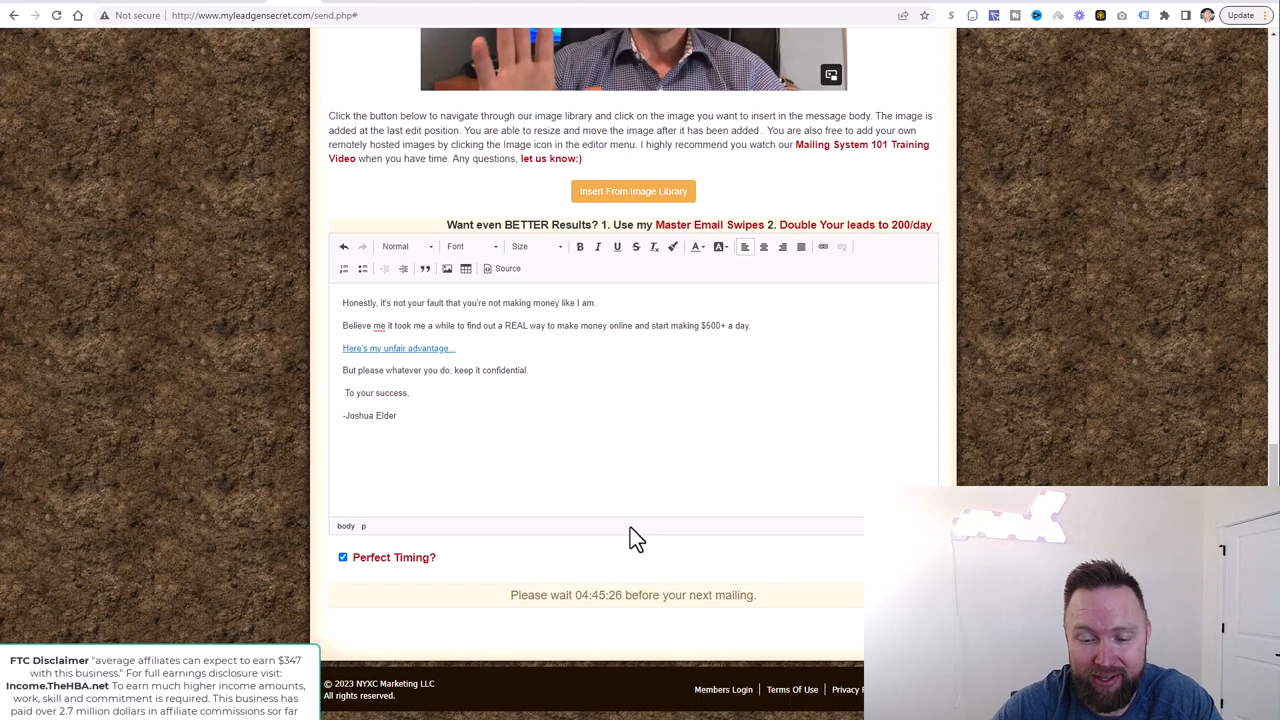 Not secure
http://www.myleadgensecret.com/send.php#
Update
Click the button below to navigate through our image library and click on the image you want to insert in the message body. The image is
added at the last edit position. You are able to resize and move the image after it has been added.. You are also free to add your own
remotely hosted images by clicking the Image icon in the editor menu. I highly recommend you watch our Mailing System 101 Training
Video when you have time. Any questions, let us know:)
Insert From Image Library
Want even BETTER Results? 1. Use my Master Email Swipes 2. Double Your leads to 200/day
Normal Font Size
Source
Honestly, it's not your fault that you're not making money like I am.
Believe me it took me a while to find out a REAL way to make money online and start making $500+ a day.
Here's my unfair advantage...
But please whatever you do, keep it confidential.
To your success,
-Joshua Elder
body p
Perfect Timing?
Please wait 04:45:26 before your next mailing.
FTC Disclaimer "average affiliates can expect to earn $347
with this business." For full earnings disclosure visit:
Income.TheHBA.net To earn much higher income amounts,
work, skill and commitment is required. This business has
paid over 2.7 million dollars in affiliate commissions sor far
© 2023 NYXC Marketing LLC
All rights reserved.
Members Login Terms Of Use Privacy